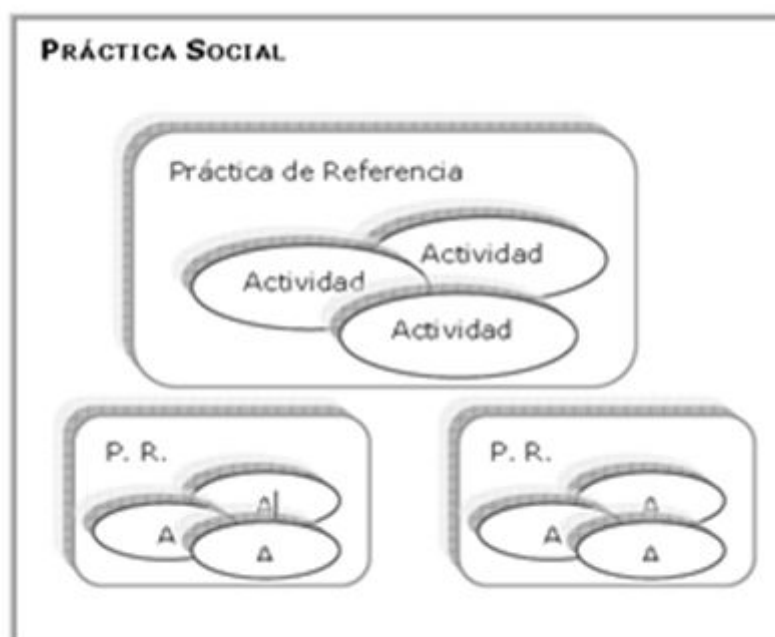 PRÁCTICA SOCIAL
Práctica de Referencia
Actividad
Actividad
Actividad
P. R.
A
A
A
P. R.
A
A
A